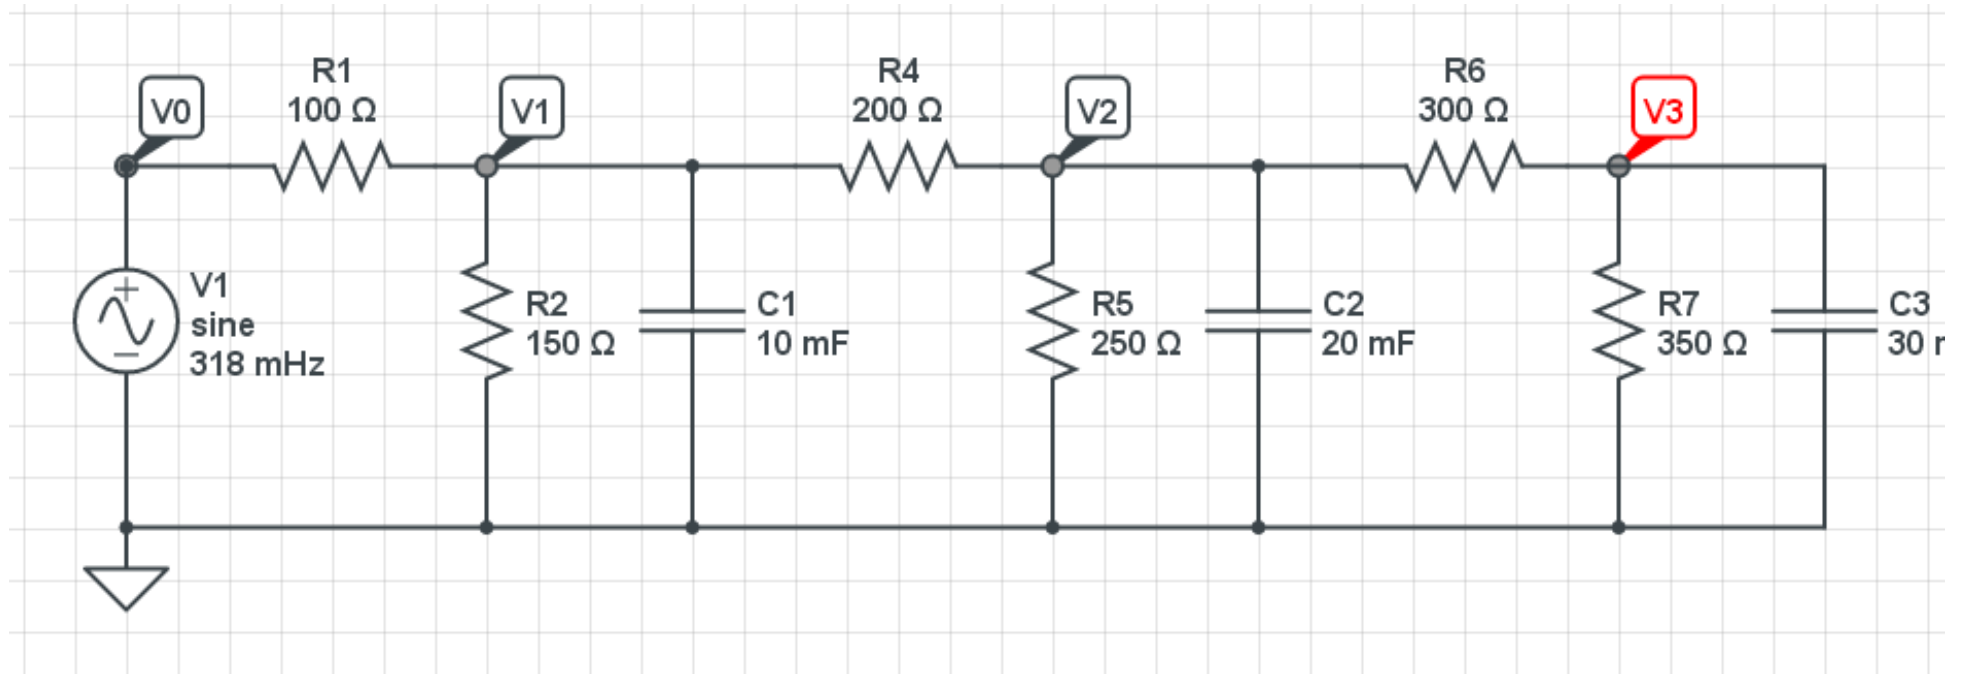 R1
100 Ω
R4
200 Ω
R6
300 Ω
V0
V1
V2
V3
V1
sine
318 mHz
R2
150 Ω
C1
10 mF
R5
250 Ω
C2
20 mF
R7
350 Ω
C3
30